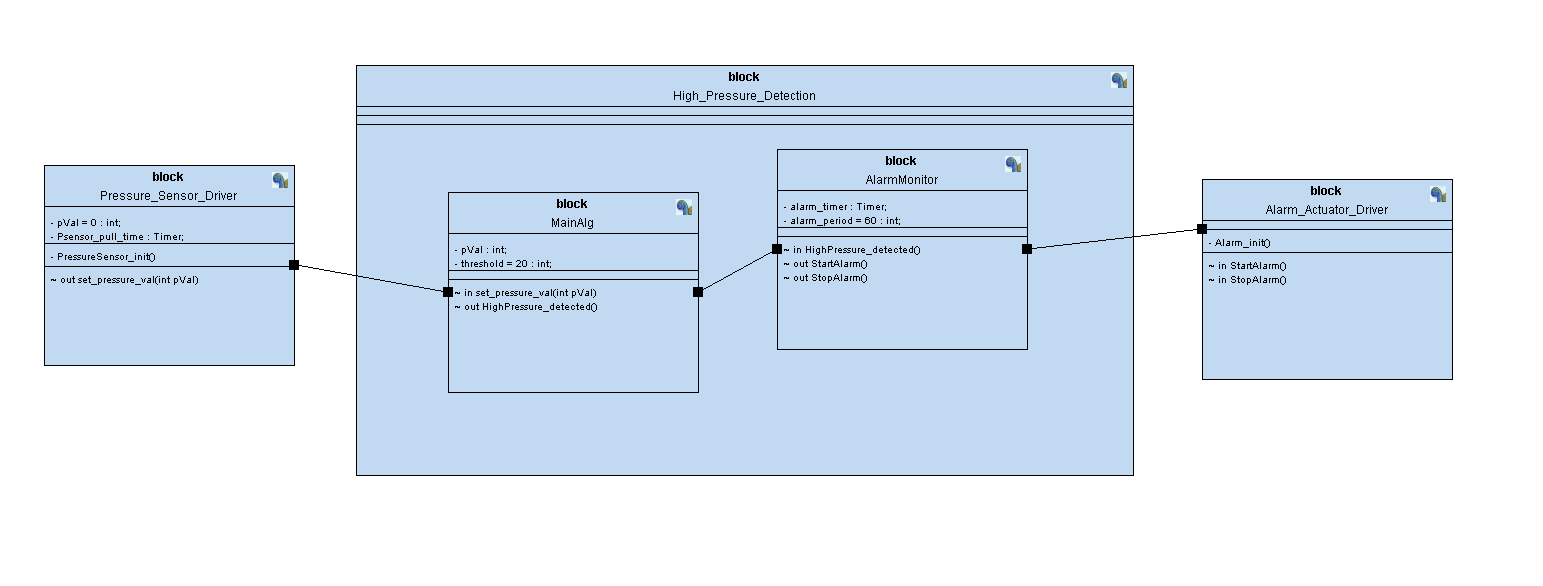 block
High_Pressure_Detection
block
Pressure_Sensor_Driver
- pVal = 0 : int;
- Psensor_pull_time : Timer;
- PressureSensor_init()
~ out set_pressure_val(int pVal)
block
MainAlg
- pVal : int;
- threshold = 20 : int;
~ in set_pressure_val(int pVal)
~ out HighPressure_detected()
block
AlarmMonitor
- alarm_timer : Timer;
- alarm_period = 60 : int;
~ in HighPressure_detected()
~ out StartAlarm()
~ out StopAlarm()
block
Alarm_Actuator_Driver
- Alarm_init()
~ in StartAlarm()
~ in StopAlarm()